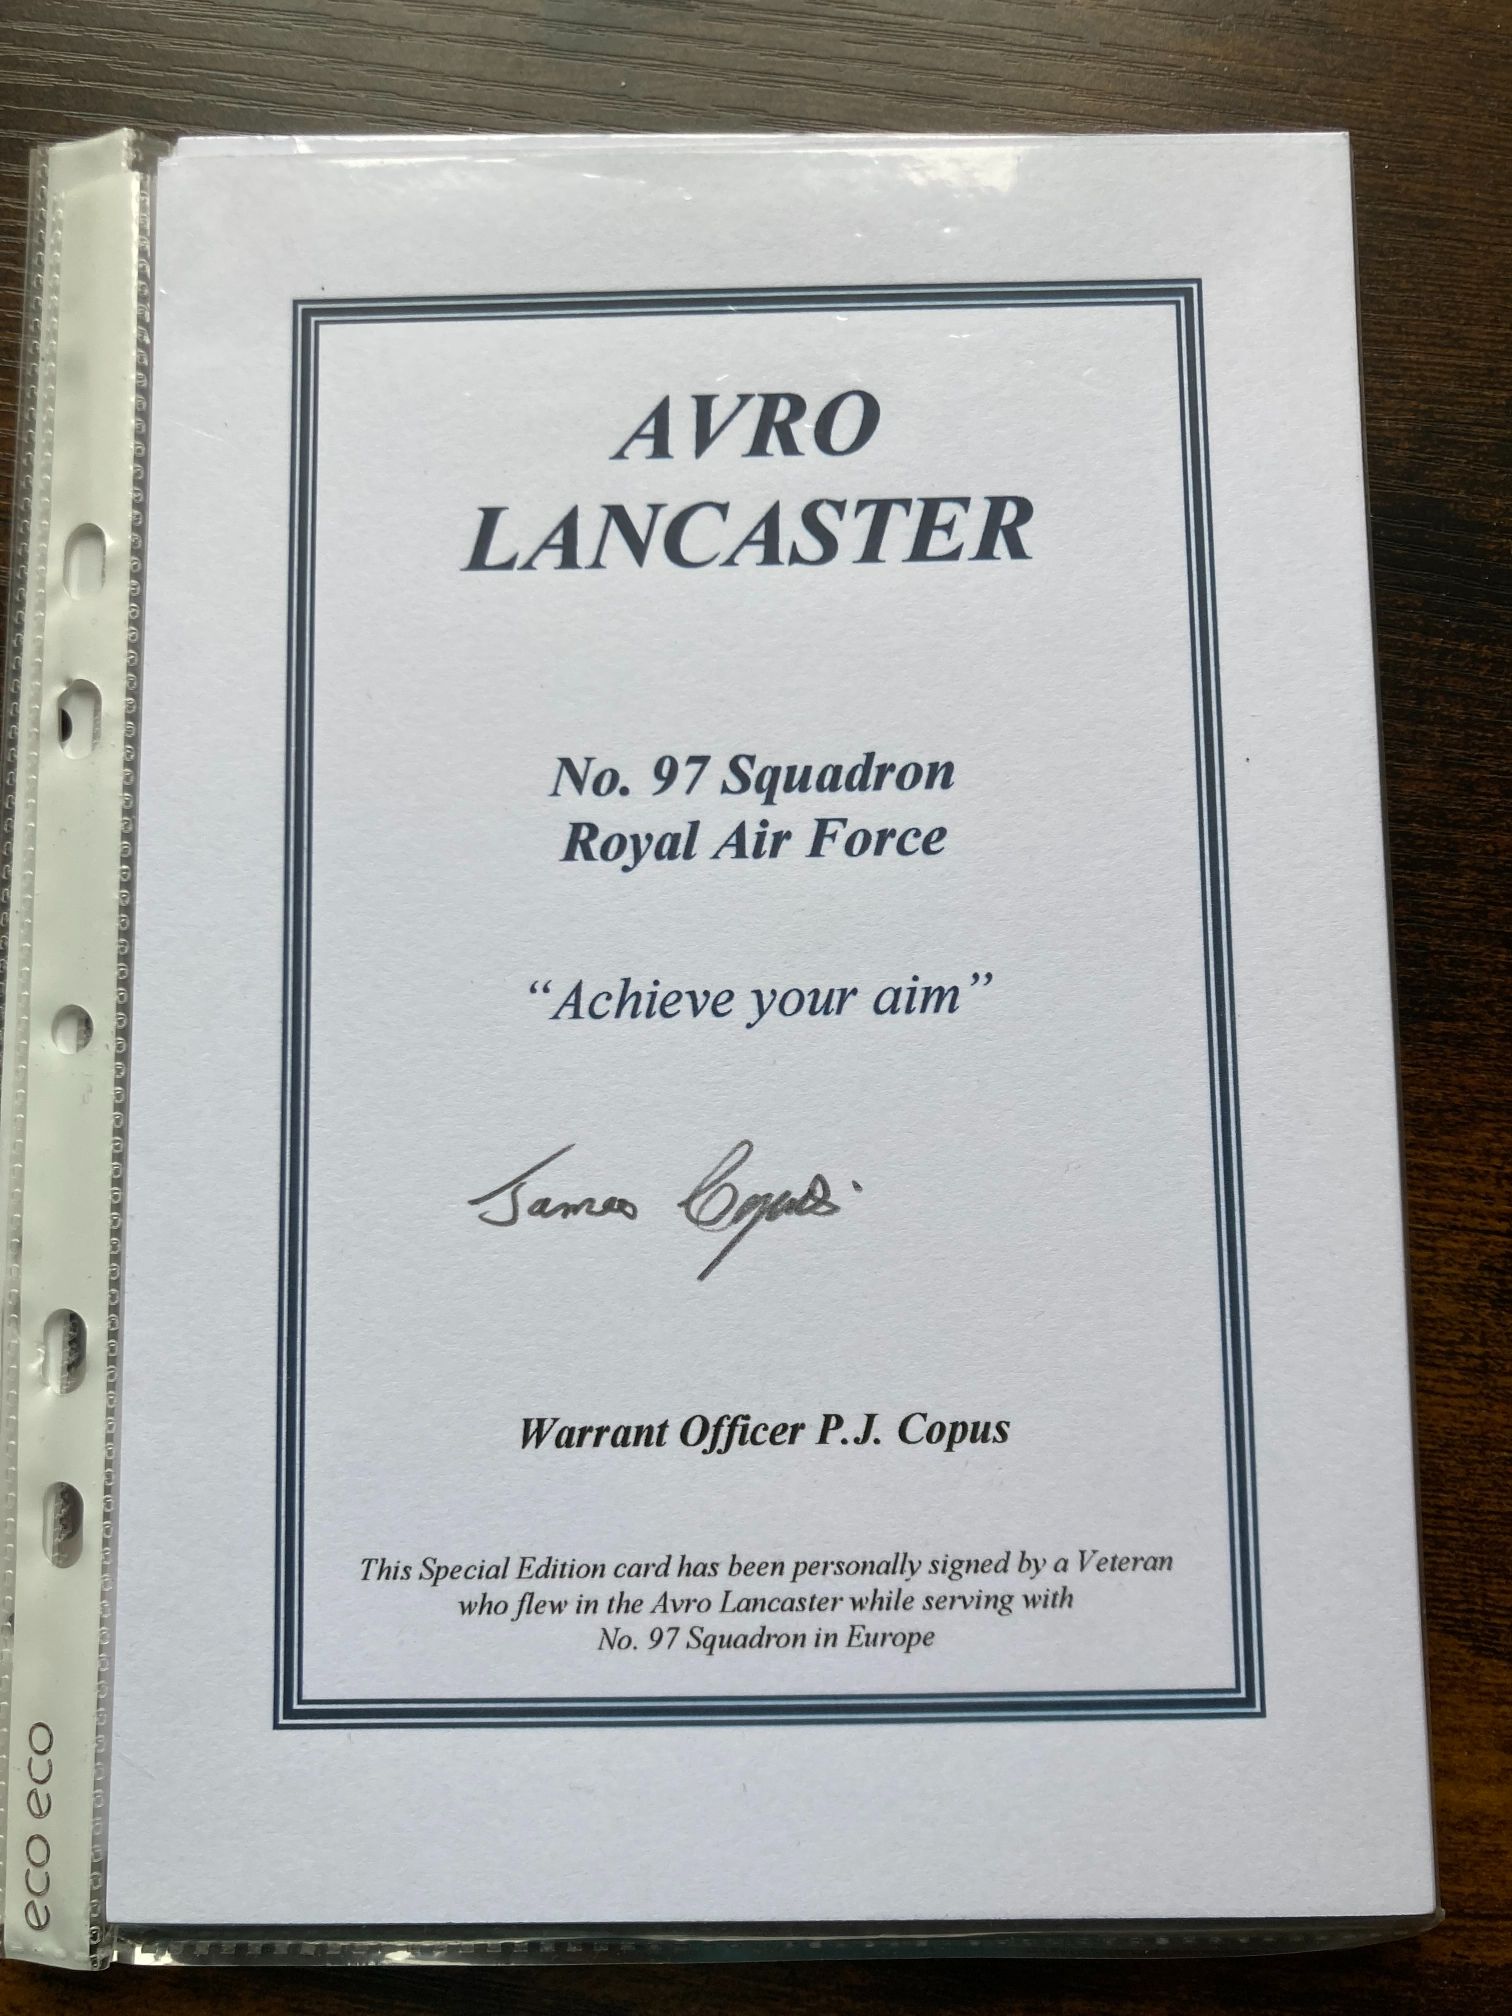 AVRO
LANCASTER
No. 97 Squadron
Royal Air Force
“Achieve your aim”
James Copus.
Warrant Officer P.J. Copus
This Special Edition card has been personally signed by a Veteran
who flew in the Avro Lancaster while serving with
No. 97 Squadron in Europe
eco eco